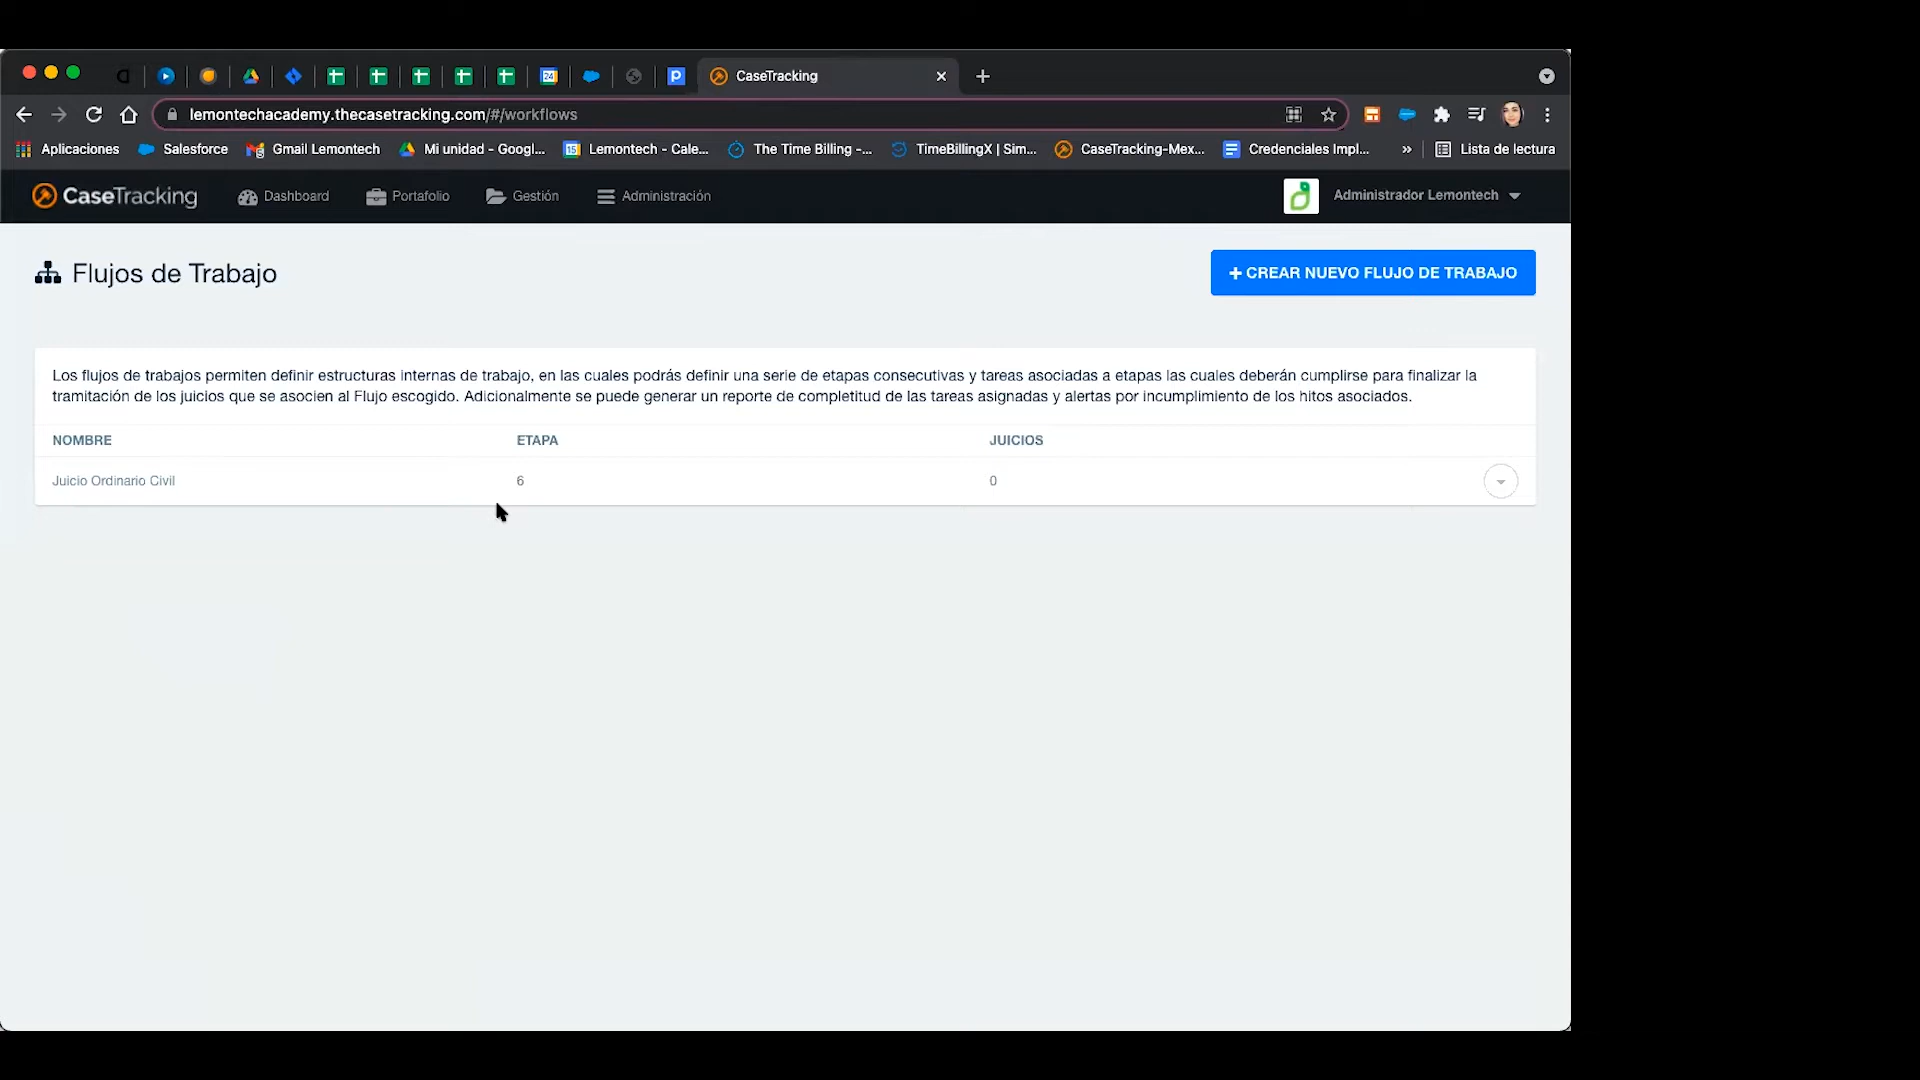 CaseTracking
lemontechacademy.thecasetracking.com/#/workflows
Aplicaciones Salesforce Gmail Lemontech Mi unidad - Googl... Lemontech - Cale... The Time Billing -... TimeBillingX | Sim... CaseTracking-Mex... Credenciales Impl... » Lista de lectura
CaseTracking Dashboard Portafolio Gestión Administración Administrador Lemontech
Flujos de Trabajo
+ CREAR NUEVO FLUJO DE TRABAJO
Los flujos de trabajos permiten definir estructuras internas de trabajo, en las cuales podrás definir una serie de etapas consecutivas y tareas asociadas a etapas las cuales deberán cumplirse para finalizar la
tramitación de los juicios que se asocien al Flujo escogido. Adicionalmente se puede generar un reporte de completitud de las tareas asignadas y alertas por incumplimiento de los hitos asociados.
NOMBRE ETAPA JUICIOS
Juicio Ordinario Civil 6 0